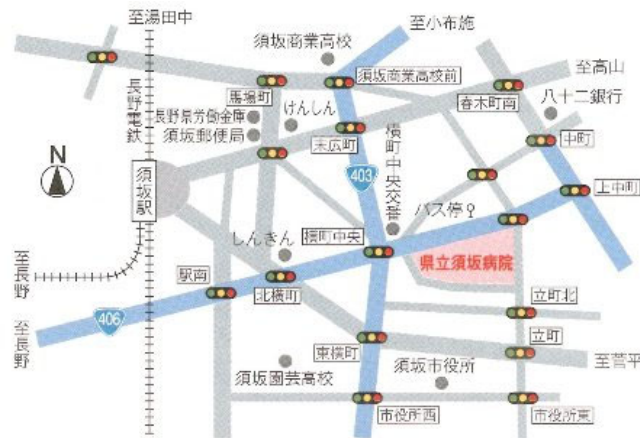 至湯田中
至小布施
須坂商業高校
須坂商業高校前
至高山
馬場町
春木町南
八十二銀行
長野電鉄
長野県労働金庫
須坂郵便局
けんしん
末広町
中町
N
403
横町中央交番
バス停
上中町
須坂駅
しんきん
横町中央
県立須坂病院
駅南
北横町
至長野
406
至長野
立町北
東横町
立町
至菅平
須坂園芸高校
須坂市役所
市役所西
市役所東